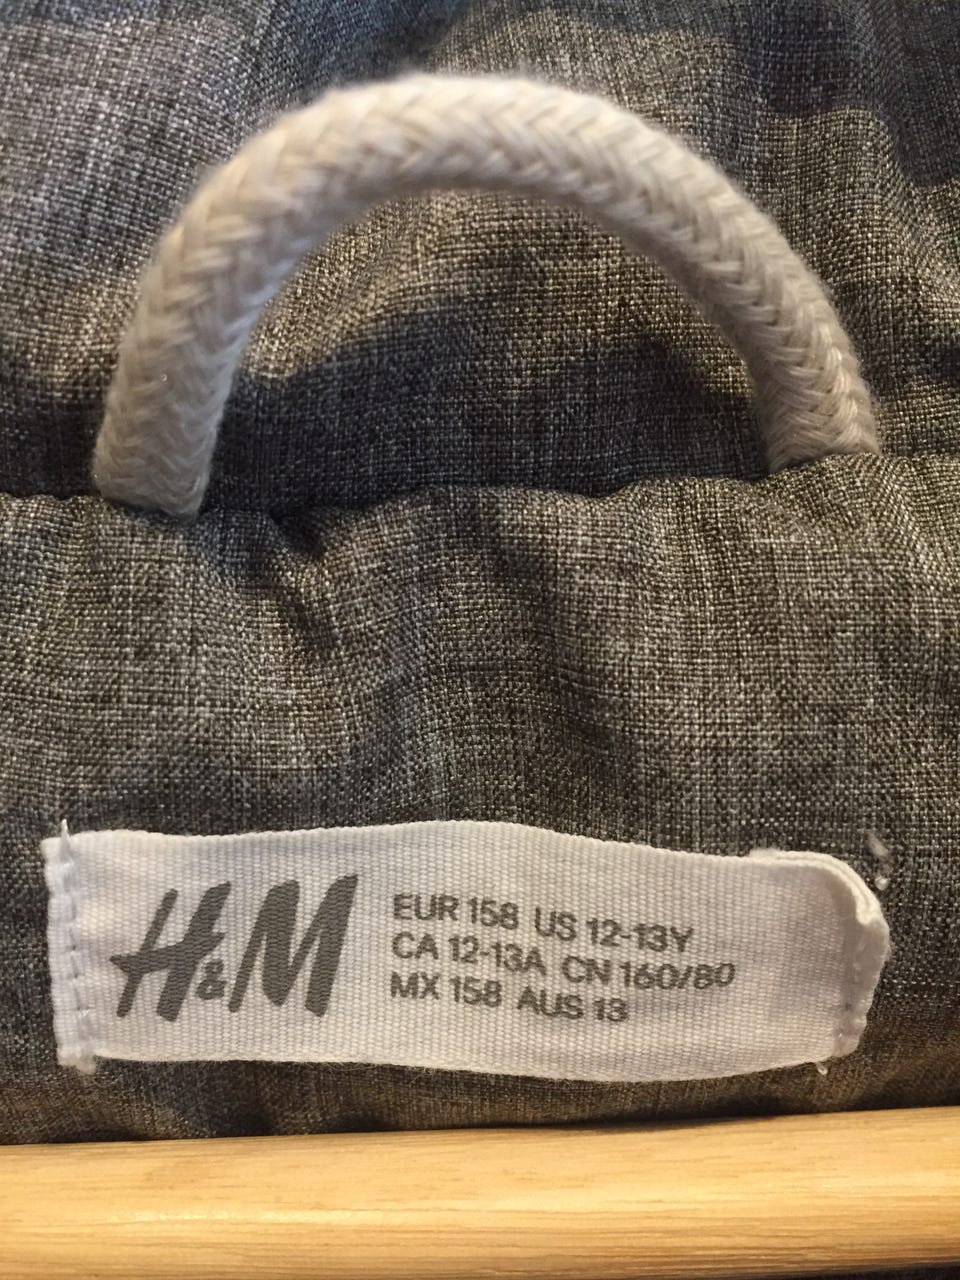 H&M
EUR 158 US 12-13Y
CA 12-13A CN 160/80
MX 158 AUS 13